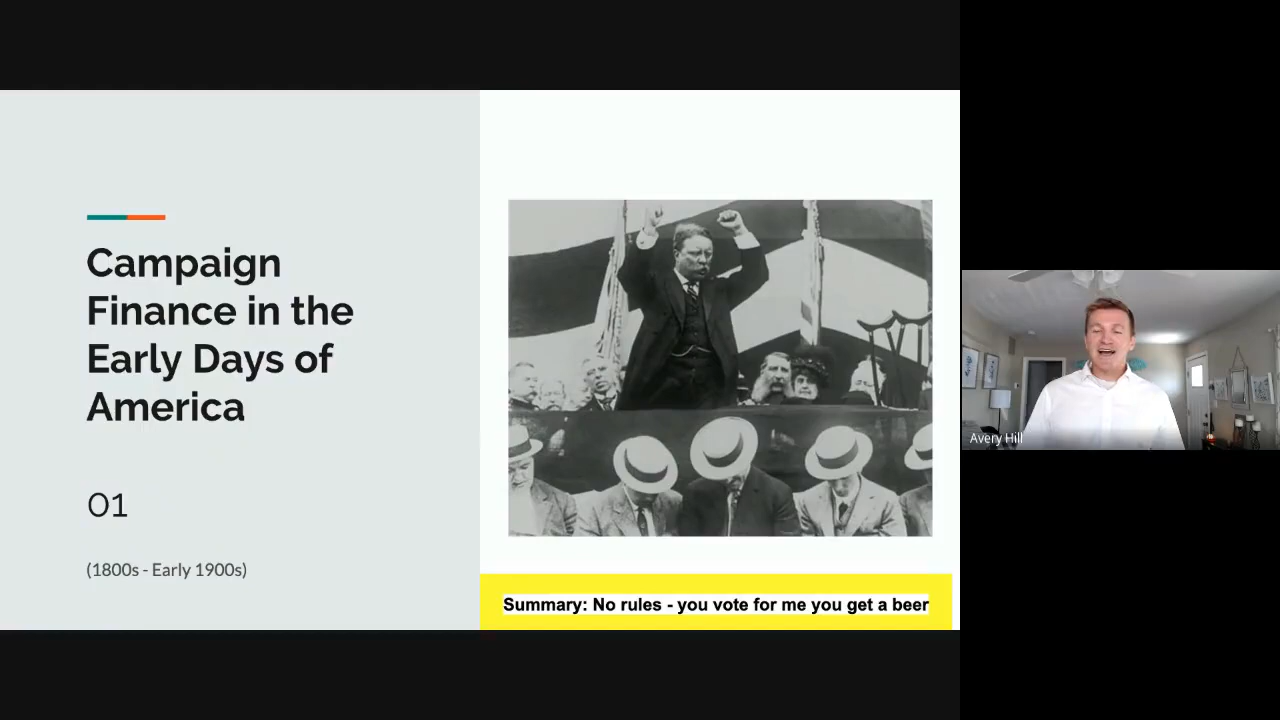 Campaign
Finance in the
Early Days of
America
01
(1800s - Early 1900s)
Summary: No rules - you vote for me you get a beer
Avery Hill